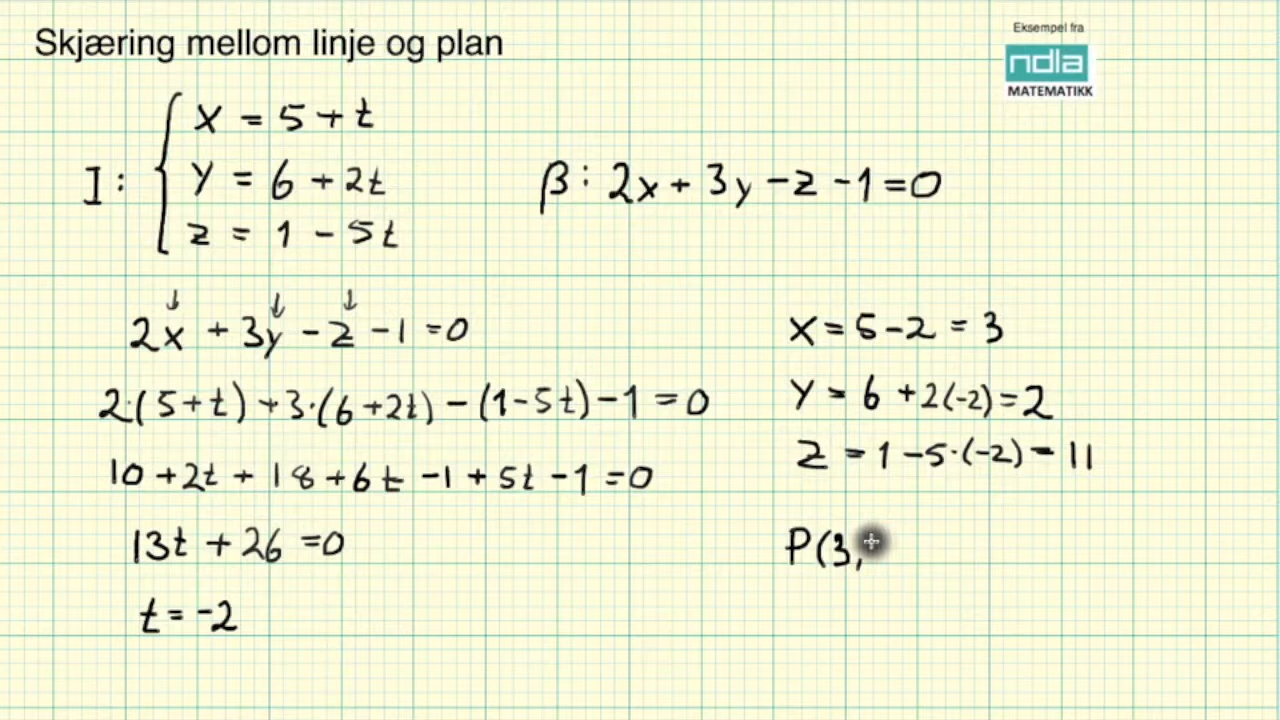 Skjæring mellom linje og plan
Eksempel fra
ndla
MATEMATIKK
x = 5 + t
l: y = 6 + 2t
z = 1 - 5t
β: 2x + 3y - z - 1 = 0
2x + 3y - z - 1 = 0
2·(5+t) + 3·(6+2t) - (1-5t) - 1 = 0
10 + 2t + 18 + 6t - 1 + 5t - 1 = 0
13t + 26 = 0
t = -2
x = 5 - 2 = 3
y = 6 + 2(-2) = 2
z = 1 - 5·(-2) = 11
P(3,